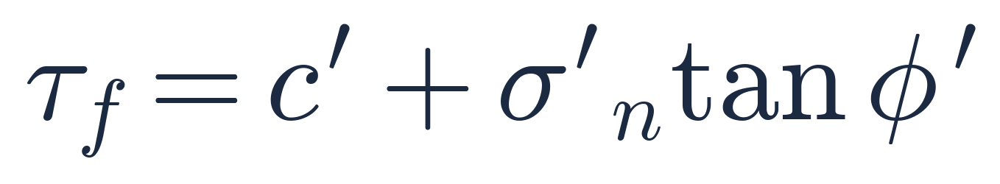 τ_f = c′ + σ′_n tan ϕ′